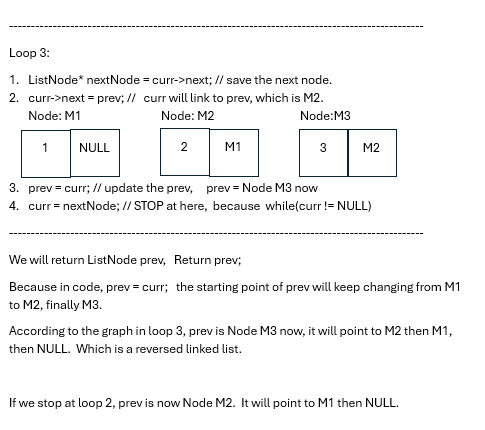 Loop 3:
1. ListNode* nextNode = curr->next; // save the next node.
2. curr->next = prev; // curr will link to prev, which is M2.
Node: M1 Node: M2 Node:M3
1 NULL 2 M1 3 M2
3. prev = curr; // update the prev, prev = Node M3 now
4. curr = nextNode; // STOP at here, because while(curr != NULL)
We will return ListNode prev, Return prev;
Because in code, prev = curr; the starting point of prev will keep changing from M1
to M2, finally M3.
According to the graph in loop 3, prev is Node M3 now, it will point to M2 then M1,
then NULL. Which is a reversed linked list.
If we stop at loop 2, prev is now Node M2. It will point to M1 then NULL.